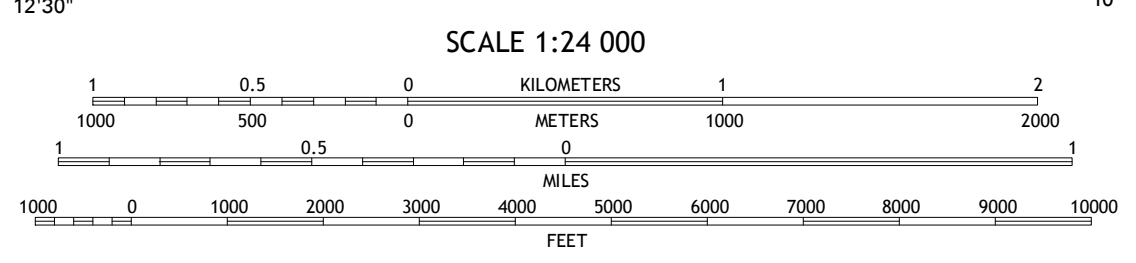 12'30"
SCALE 1:24 000
1 0.5 0 KILOMETERS 1 2
1000 500 0 METERS 1000 2000
1 0.5 0 1
MILES
1000 0 1000 2000 3000 4000 5000 6000 7000 8000 9000 10000
FEET